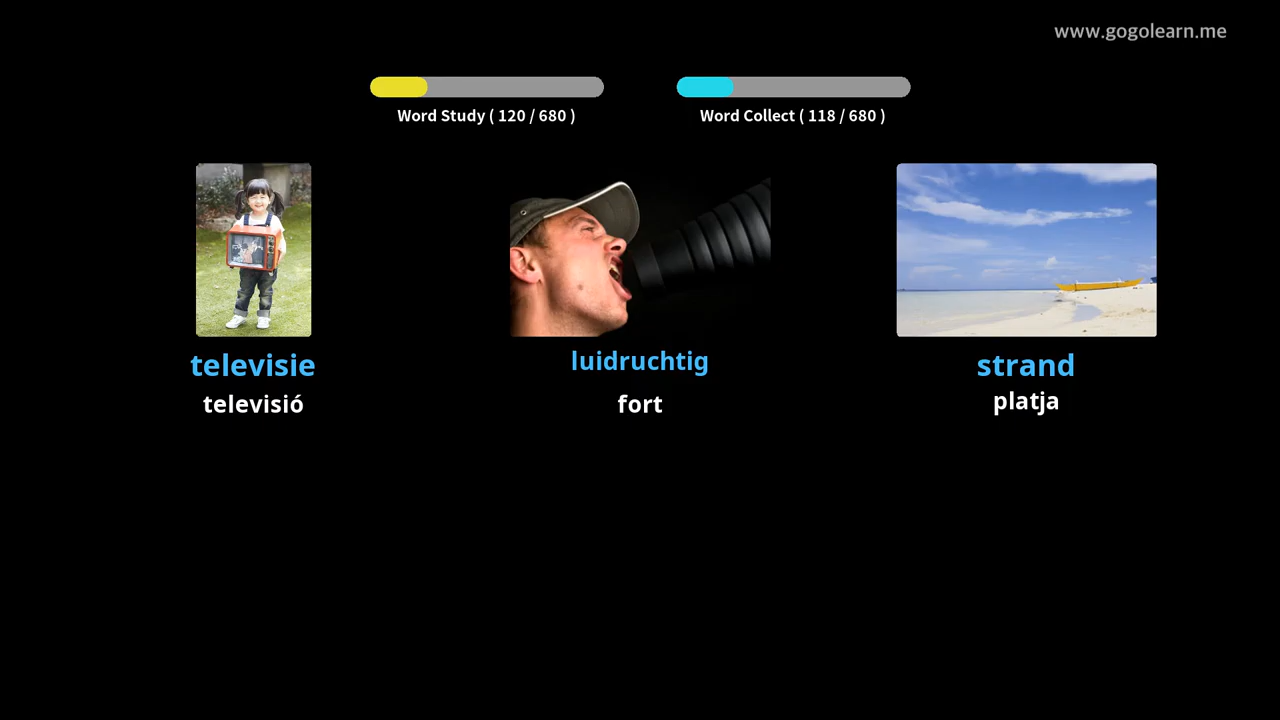 www.gogolearn.me
Word Study ( 120 / 680 )
Word Collect ( 118 / 680 )
televisie
televisió
luidruchtig
fort
strand
platja